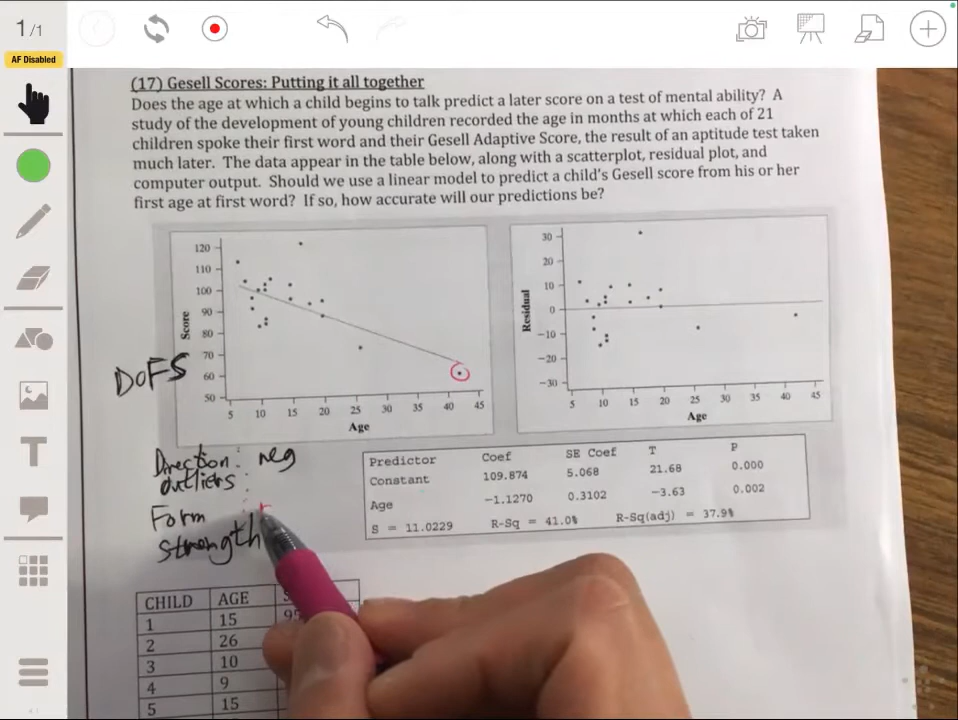 1/1
AF Disabled
(17) Gesell Scores: Putting it all together
Does the age at which a child begins to talk predict a later score on a test of mental ability? A
study of the development of young children recorded the age in months at which each of 21
children spoke their first word and their Gesell Adaptive Score, the result of an aptitude test taken
much later. The data appear in the table below, along with a scatterplot, residual plot, and
computer output. Should we use a linear model to predict a child's Gesell score from his or her
first age at first word? If so, how accurate will our predictions be?
120
110
100
90
80
70
60
50
Score
5 10 15 20 25 30 35 40 45
Age
30
20
10
0
-10
-20
-30
Residual
5 10 15 20 25 30 35 40 45
Age
DOFS
Direction: neg
outliers:
Form
strength
Predictor Coef SE Coef T P
Constant 109.874 5.068 21.68 0.000
Age -1.1270 0.3102 -3.63 0.002
S = 11.0229 R-Sq = 41.0% R-Sq(adj) = 37.9%
CHILD AGE
1 15 95
2 26
3 10
4 9
5 15
T